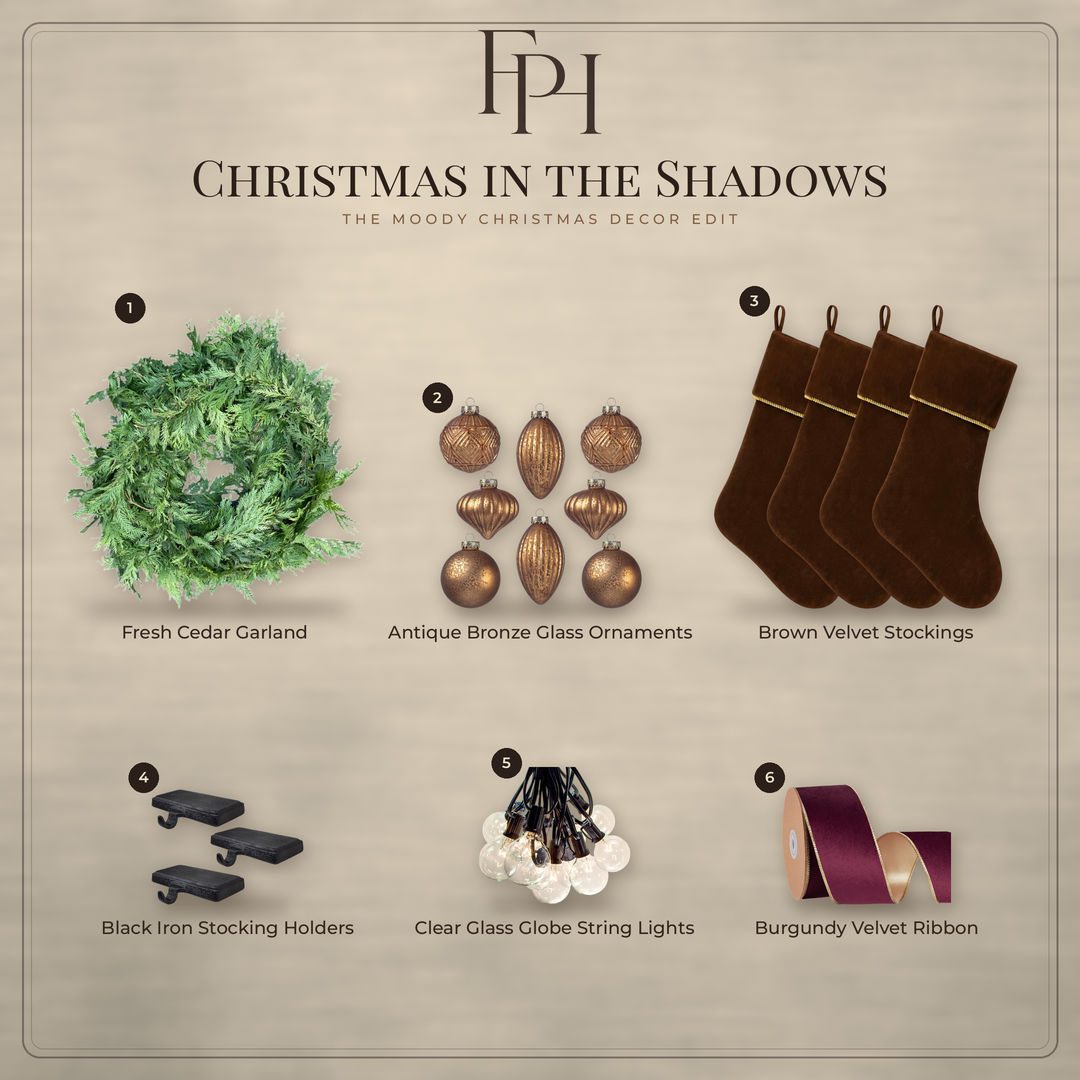 FPH
Christmas in the Shadows
THE MOODY CHRISTMAS DECOR EDIT
1
2
3
Fresh Cedar Garland
Antique Bronze Glass Ornaments
Brown Velvet Stockings
4
5
6
Black Iron Stocking Holders
Clear Glass Globe String Lights
Burgundy Velvet Ribbon